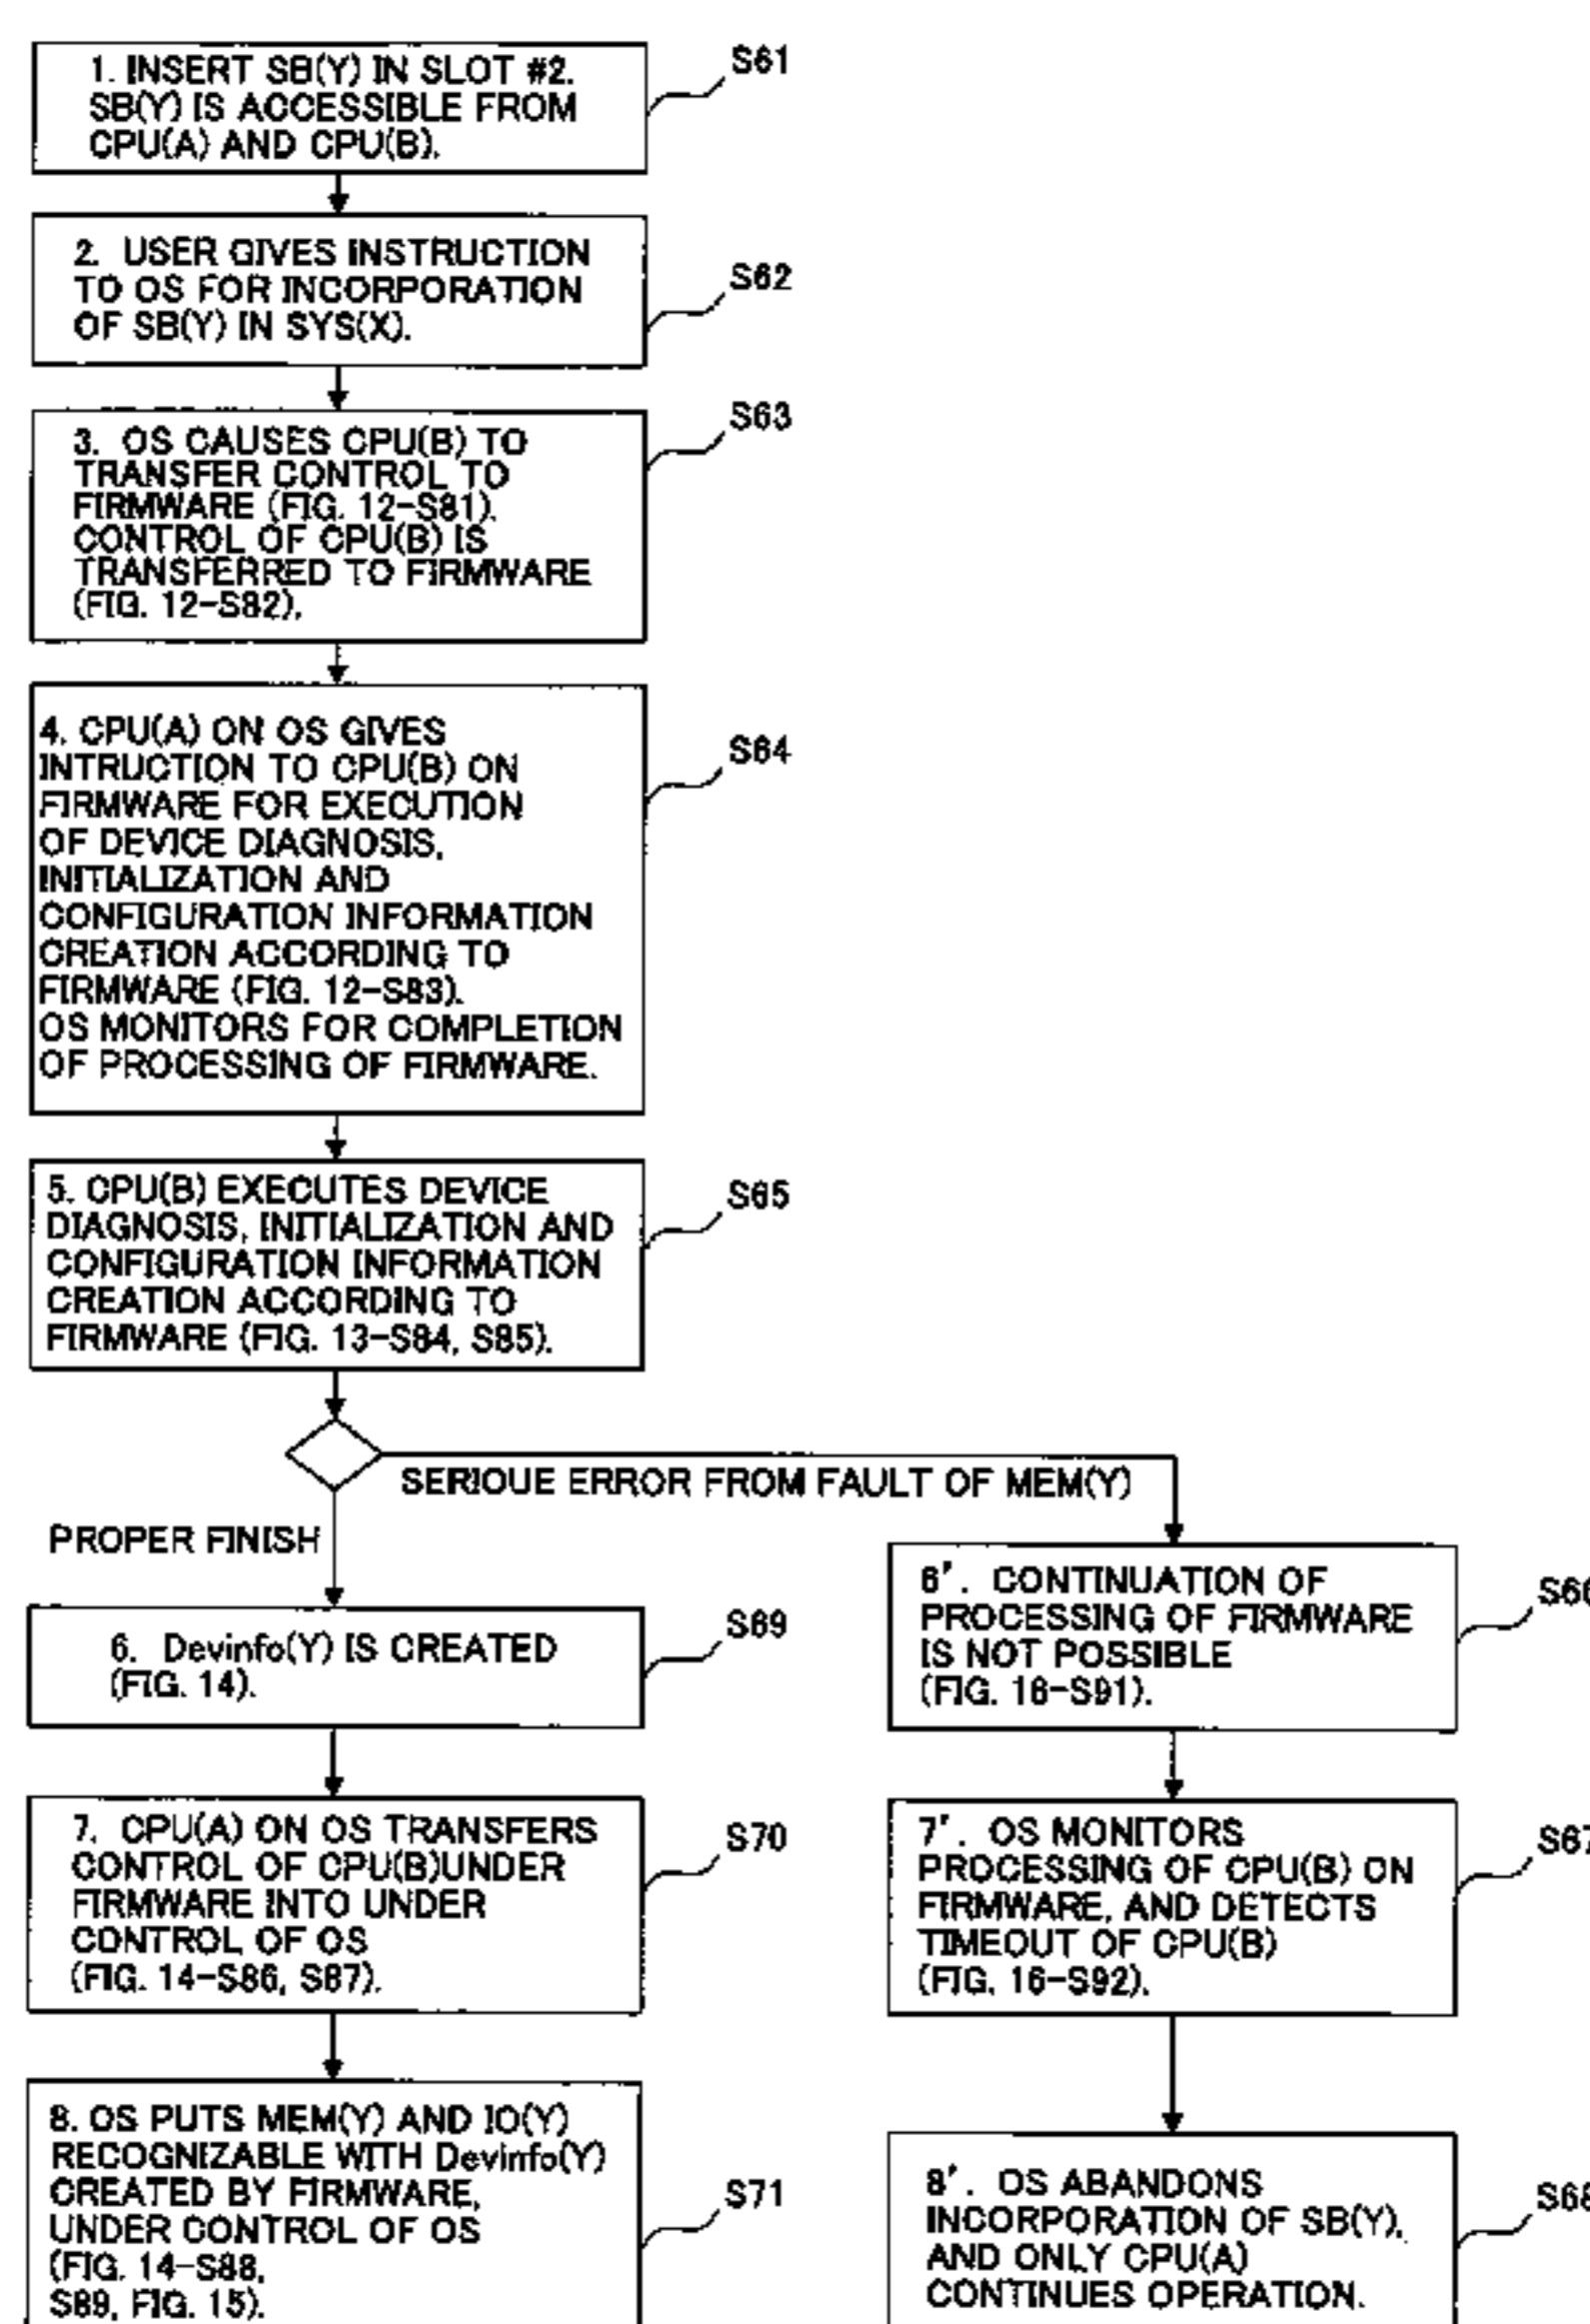 1. INSERT SB(Y) IN SLOT #2.
SB(Y) IS ACCESSIBLE FROM
CPU(A) AND CPU(B).
S61
2. USER GIVES INSTRUCTION
TO OS FOR INCORPORATION
OF SB(Y) IN SYS(X).
S62
3. OS CAUSES CPU(B) TO
TRANSFER CONTROL TO
FIRMWARE (FIG. 12-S81).
CONTROL OF CPU(B) IS
TRANSFERRED TO FIRMWARE
(FIG. 12-S82).
S63
4. CPU(A) ON OS GIVES
INTRUCTION TO CPU(B) ON
FIRMWARE FOR EXECUTION
OF DEVICE DIAGNOSIS,
INITIALIZATION AND
CONFIGURATION INFORMATION
CREATION ACCORDING TO
FIRMWARE (FIG. 12-S83).
OS MONITORS FOR COMPLETION
OF PROCESSING OF FIRMWARE.
S64
5. CPU(B) EXECUTES DEVICE
DIAGNOSIS, INITIALIZATION AND
CONFIGURATION INFORMATION
CREATION ACCORDING TO
FIRMWARE (FIG. 13-S84, S85).
S65
SERIOUE ERROR FROM FAULT OF MEM(Y)
PROPER FINISH
6. Devinfo(Y) IS CREATED
(FIG. 14).
S69
7. CPU(A) ON OS TRANSFERS
CONTROL OF CPU(B)UNDER
FIRMWARE INTO UNDER
CONTROL OF OS
(FIG. 14-S86, S87).
S70
8. OS PUTS MEM(Y) AND IO(Y)
RECOGNIZABLE WITH Devinfo(Y)
CREATED BY FIRMWARE,
UNDER CONTROL OF OS
(FIG. 14-S88,
S89, FIG. 15).
S71
6'. CONTINUATION OF
PROCESSING OF FIRMWARE
IS NOT POSSIBLE
(FIG. 16-S91).
S66
7'. OS MONITORS
PROCESSING OF CPU(B) ON
FIRMWARE, AND DETECTS
TIMEOUT OF CPU(B)
(FIG. 16-S92).
S67
8'. OS ABANDONS
INCORPORATION OF SB(Y),
AND ONLY CPU(A)
CONTINUES OPERATION.
S68